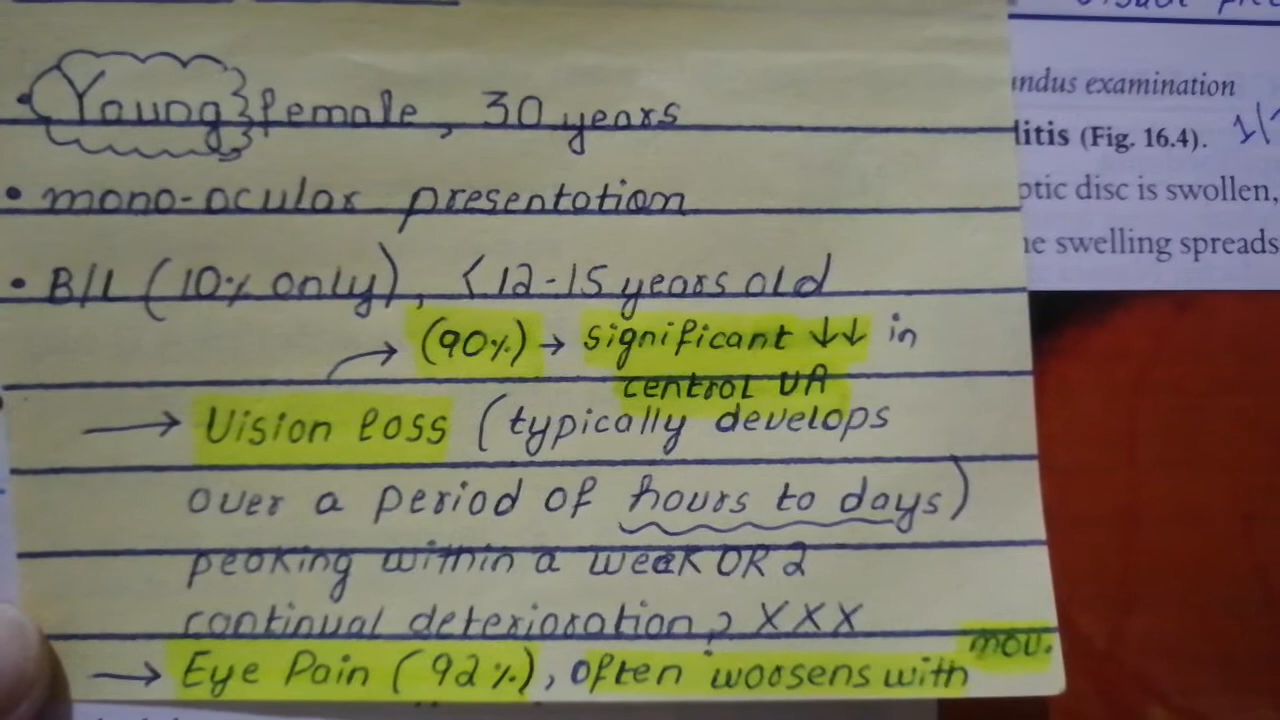 • Young female, 30 years
• mono-ocular presentation
• B/L (10% only), < 12-15 years old
→ (90%) → significant ↓↓ in
central VA
→ Vision loss (typically develops
over a period of hours to days)
peaking within a week OR 2
continual deterioration, XXX
→ Eye Pain (92%), often worsens with mov.
undus examination
litis (Fig. 16.4).
ptic disc is swollen,
he swelling spreads